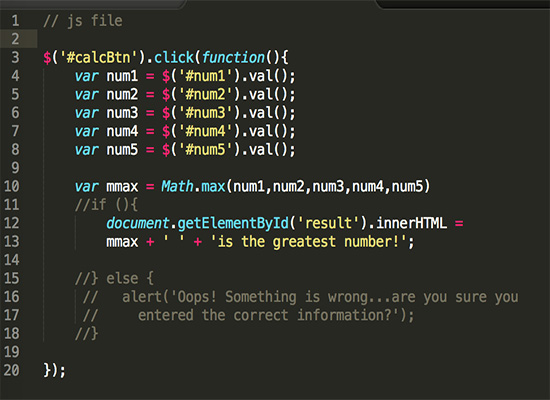 1 // js file
2
3 $('#calcBtn').click(function(){
4     var num1 = $('#num1').val();
5     var num2 = $('#num2').val();
6     var num3 = $('#num3').val();
7     var num4 = $('#num4').val();
8     var num5 = $('#num5').val();
9
10     var mmax = Math.max(num1,num2,num3,num4,num5)
11     //if (){
12         document.getElementById('result').innerHTML =
13         mmax + ' ' + 'is the greatest number!';
14
15     //} else {
16     //   alert('Oops! Something is wrong...are you sure you
17     //     entered the correct information?');
18     //}
19
20 });